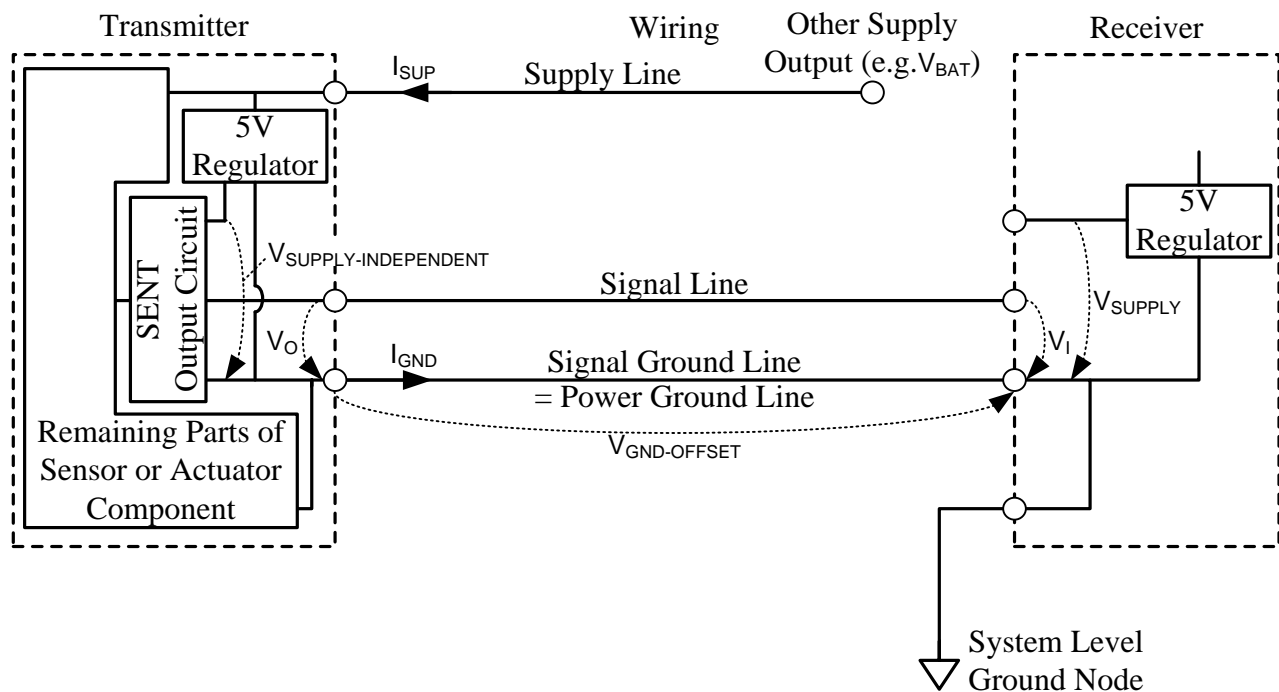 Transmitter
Wiring
Other Supply
Output (e.g.VBAT)
Receiver
ISUP
Supply Line
5V
Regulator
5V
Regulator
SENT
Output Circuit
VSUPPLY-INDEPENDENT
Signal Line
VSUPPLY
VO
VI
IGND
Signal Ground Line
= Power Ground Line
VGND-OFFSET
Remaining Parts of
Sensor or Actuator
Component
System Level
Ground Node